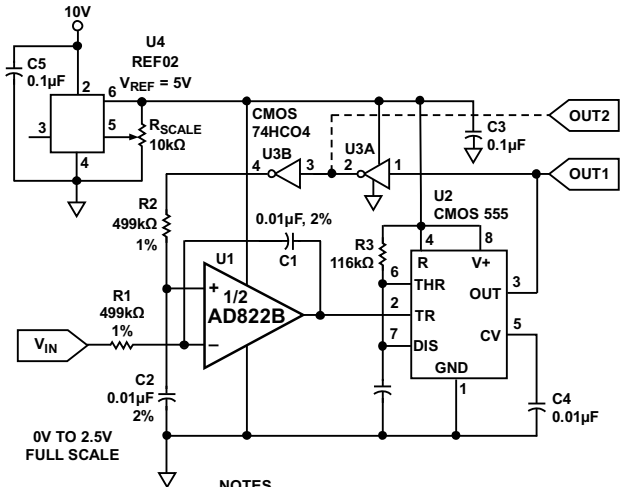 10V
C5
0.1µF
2
U4
REF02
VREF = 5V
6
3
5
4
RSCALE
10kΩ
CMOS
74HCO4
U3B
4
3
U3A
2
1
C3
0.1µF
OUT2
OUT1
R2
499kΩ
1%
0.01µF, 2%
C1
U1
+
1/2
AD822B
–
R1
499kΩ
1%
VIN
C2
0.01µF
2%
R3
116kΩ
U2
CMOS 555
4
8
R
V+
6
THR
OUT
3
2
TR
5
CV
7
DIS
GND
1
C4
0.01µF
0V TO 2.5V
FULL SCALE
NOTES